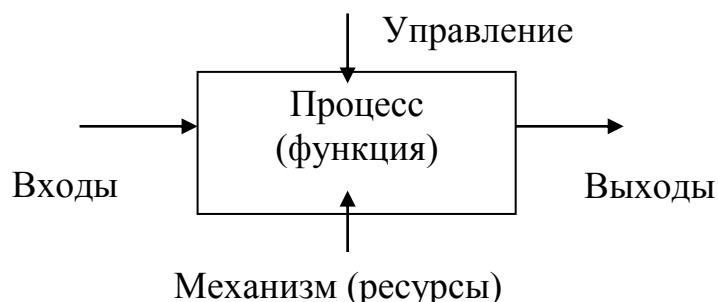 Управление
Процесс
(функция)
Входы
Выходы
Механизм (ресурсы)